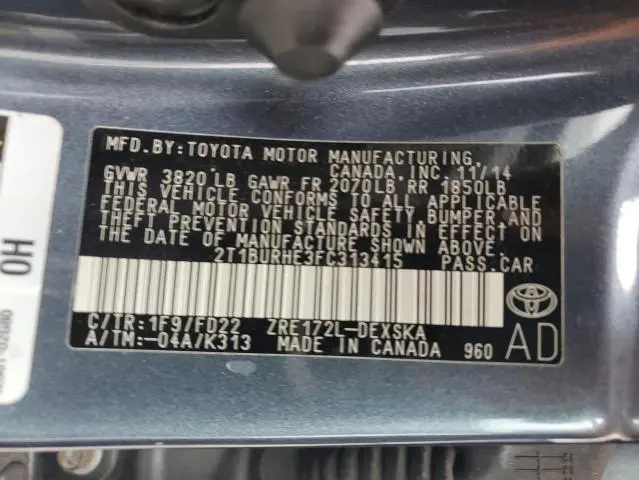 MFD.BY:TOYOTA MOTOR MANUFACTURING,
CANADA,INC.11/14
GVWR 3820 LB GAWR FR 2070LB RR 1850LB
THIS VEHICLE CONFORMS TO ALL APPLICABLE
FEDERAL MOTOR VEHICLE SAFETY, BUMPER AND
THEFT PREVENTION STANDARDS IN EFFECT ON
THE DATE OF MANUFACTURE SHOWN ABOVE.
2T1BURHE3FC313415 PASS.CAR
C/TR:1F9/FD22 ZRE172L-DEXSKA
A/TM:-04A/K313 MADE IN CANADA 960
AD
HO